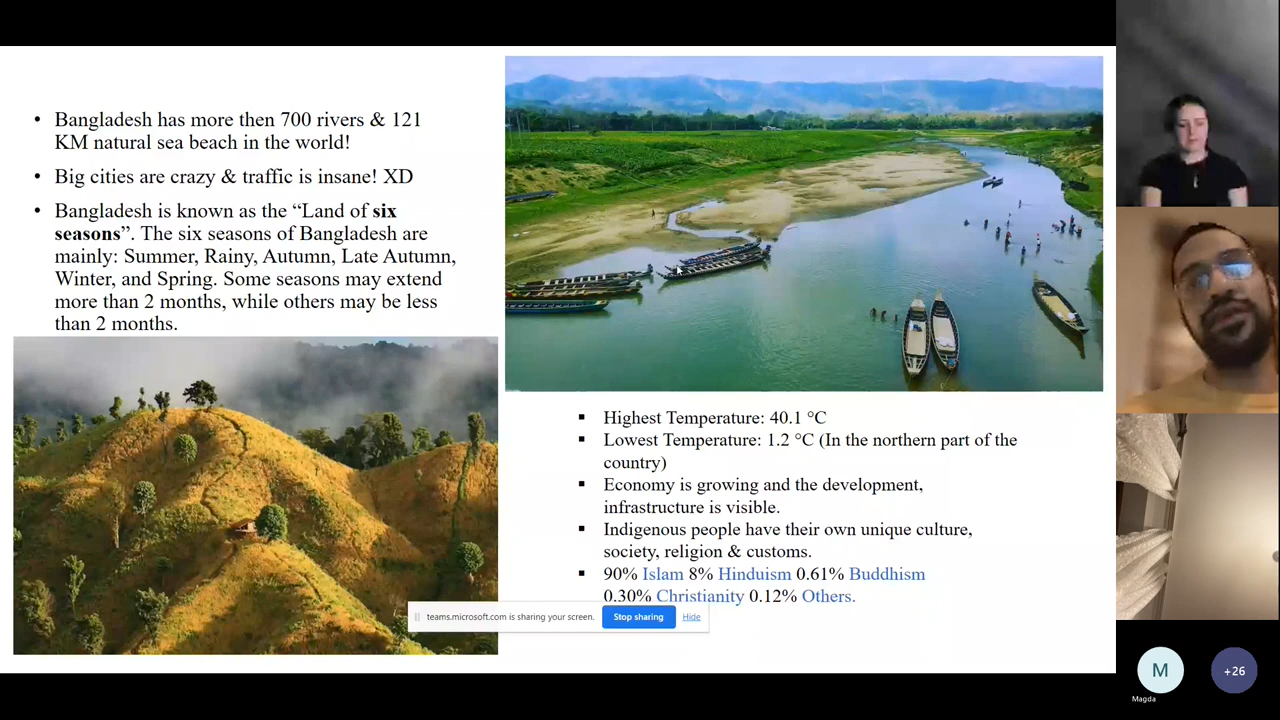 Bangladesh has more then 700 rivers & 121
KM natural sea beach in the world!
Big cities are crazy & traffic is insane! XD
Bangladesh is known as the “Land of six
seasons”. The six seasons of Bangladesh are
mainly: Summer, Rainy, Autumn, Late Autumn,
Winter, and Spring. Some seasons may extend
more than 2 months, while others may be less
than 2 months.
Highest Temperature: 40.1 °C
Lowest Temperature: 1.2 °C (In the northern part of the
country)
Economy is growing and the development,
infrastructure is visible.
Indigenous people have their own unique culture,
society, religion & customs.
90% Islam 8% Hinduism 0.61% Buddhism
0.30% Christianity 0.12% Others.
teams.microsoft.com is sharing your screen. Stop sharing Hide
M
+26
Magda